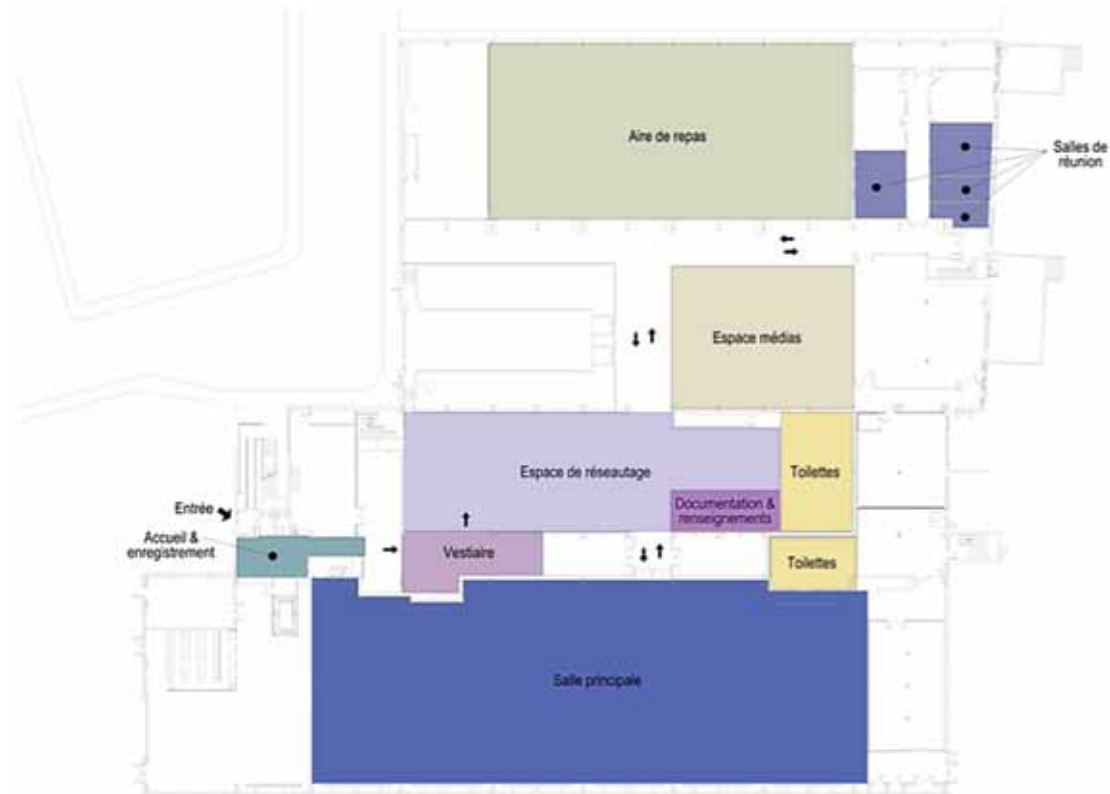 Aire de repas
Salles de
réunion
Espace médias
Espace de réseautage
Toilettes
Documentation &
renseignements
Entrée
Accueil &
enregistrement
Vestiaire
Toilettes
Salle principale